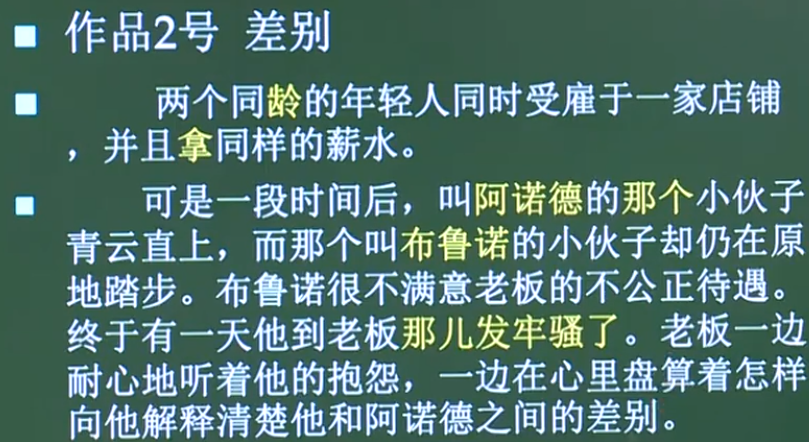 作品2号 差别
两个同龄的年轻人同时受雇于一家店铺
，并且拿同样的薪水。
可是一段时间后，叫阿诺德的那个小伙子
青云直上，而那个叫布鲁诺的小伙子却仍在原
地踏步。布鲁诺很不满意老板的不公正待遇。
终于有一天他到老板那儿发牢骚了。老板一边
耐心地听着他的抱怨，一边在心里盘算着怎样
向他解释清楚他和阿诺德之间的差别。